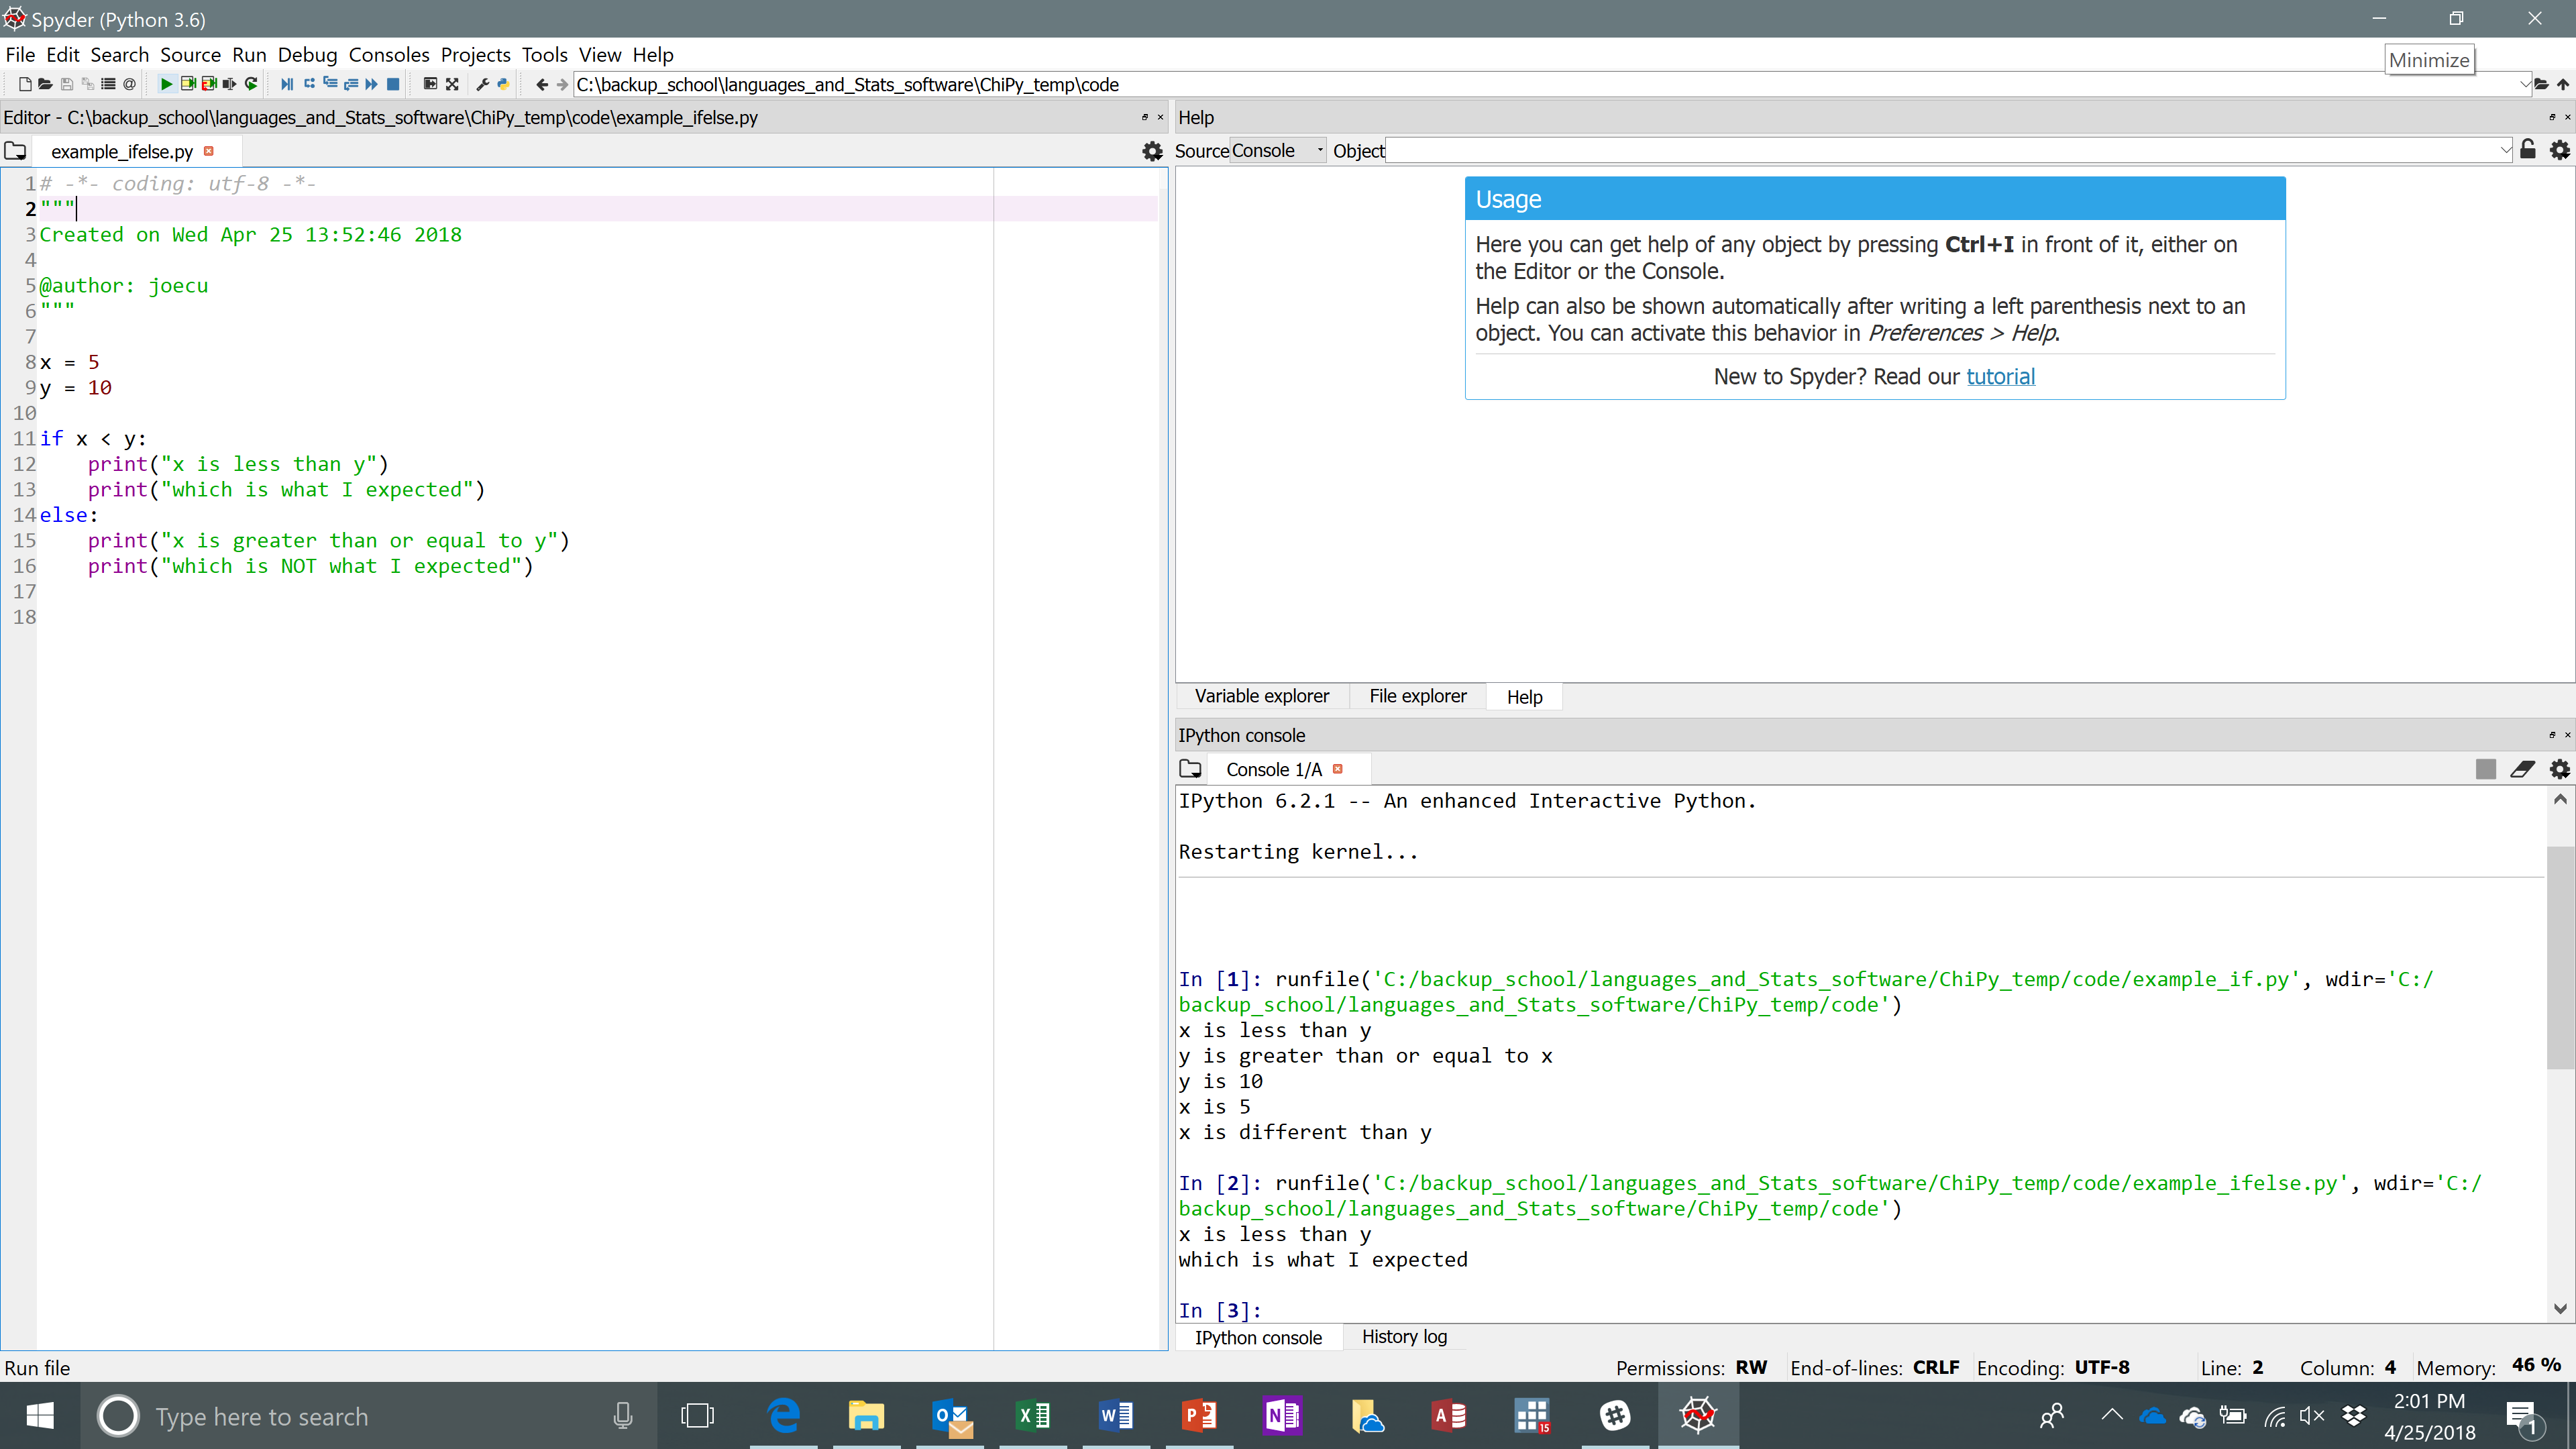 Spyder (Python 3.6)
File Edit Search Source Run Debug Consoles Projects Tools View Help
Minimize
C:\backup_school\languages_and_Stats_software\ChiPy_temp\code
Editor - C:\backup_school\languages_and_Stats_software\ChiPy_temp\code\example_ifelse.py
example_ifelse.py
1 # -*- coding: utf-8 -*-
2 """
3 Created on Wed Apr 25 13:52:46 2018
4
5 @author: joecu
6 """
7
8 x = 5
9 y = 10
10
11 if x < y:
12     print("x is less than y")
13     print("which is what I expected")
14 else:
15     print("x is greater than or equal to y")
16     print("which is NOT what I expected")
17
18
Help
Source Console Object
Usage
Here you can get help of any object by pressing Ctrl+I in front of it, either on
the Editor or the Console.
Help can also be shown automatically after writing a left parenthesis next to an
object. You can activate this behavior in Preferences > Help.
New to Spyder? Read our tutorial
Variable explorer File explorer Help
IPython console
Console 1/A
IPython 6.2.1 -- An enhanced Interactive Python.
Restarting kernel...
In [1]: runfile('C:/backup_school/languages_and_Stats_software/ChiPy_temp/code/example_if.py', wdir='C:/
backup_school/languages_and_Stats_software/ChiPy_temp/code')
x is less than y
y is greater than or equal to x
y is 10
x is 5
x is different than y
In [2]: runfile('C:/backup_school/languages_and_Stats_software/ChiPy_temp/code/example_ifelse.py', wdir='C:/
backup_school/languages_and_Stats_software/ChiPy_temp/code')
x is less than y
which is what I expected
In [3]:
IPython console History log
Run file
Permissions: RW End-of-lines: CRLF Encoding: UTF-8 Line: 2 Column: 4 Memory: 46 %
Type here to search
15
2:01 PM
4/25/2018
1